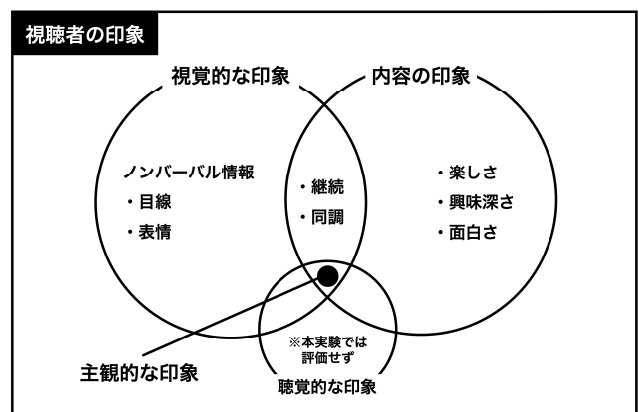 視聴者の印象
視覚的な印象
内容の印象
ノンバーバル情報
・目線
・表情
・継続
・同調
・楽しさ
・興味深さ
・面白さ
※本実験では
評価せず
主観的な印象
聴覚的な印象